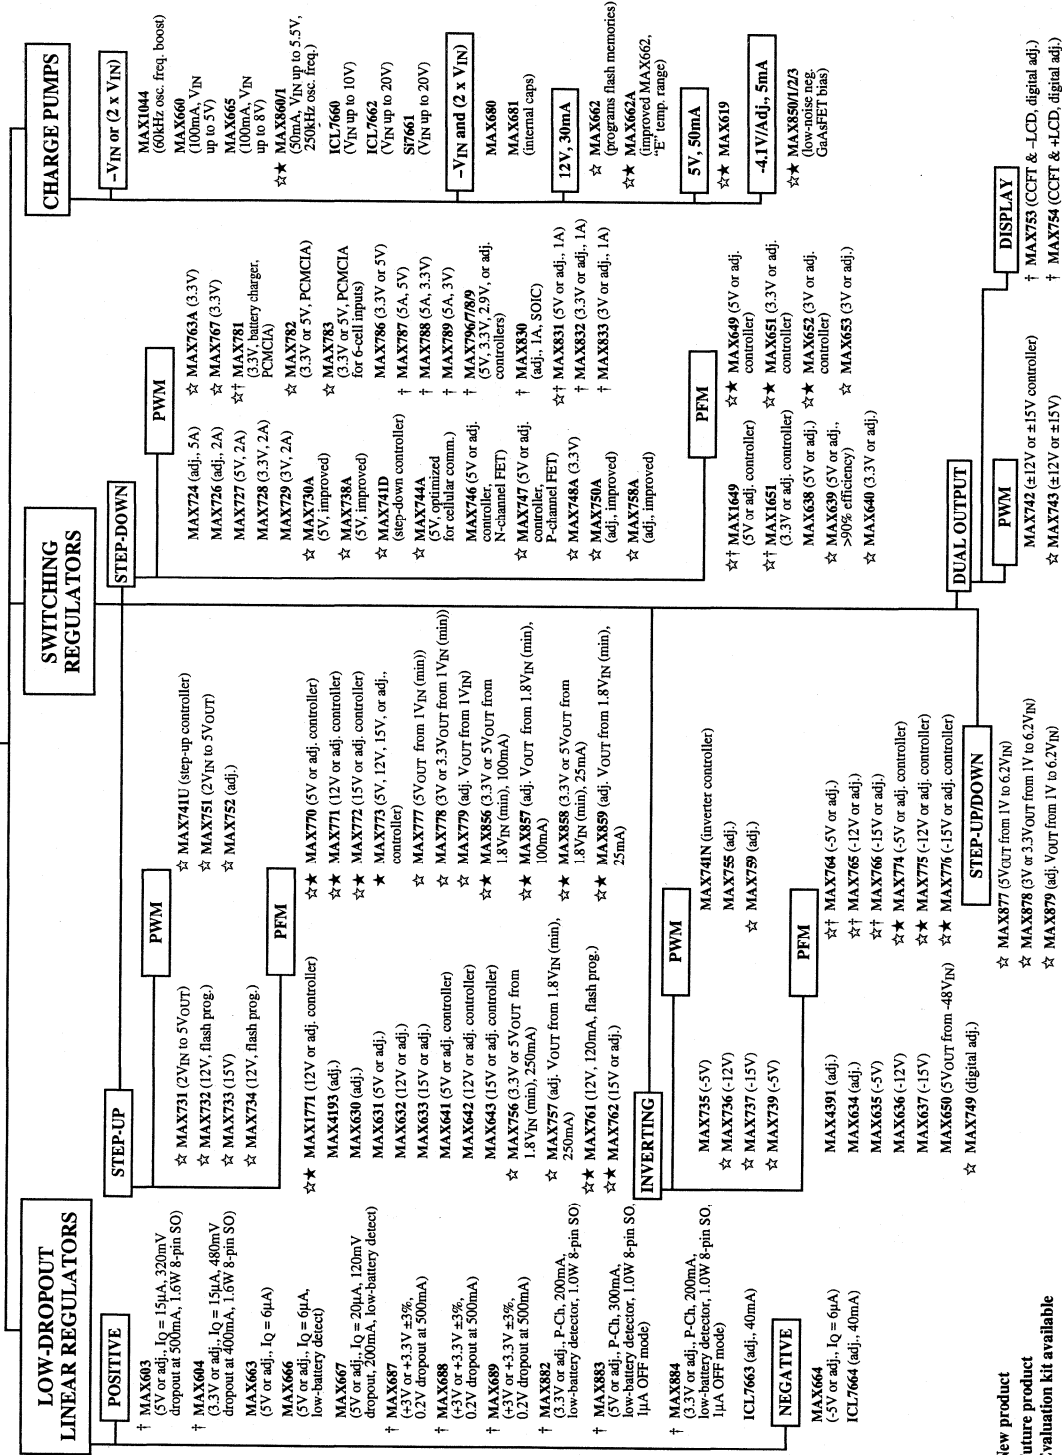 LOW-DROPOUT
LINEAR REGULATORS
POSITIVE
† MAX603
(5V or adj., IQ = 15µA, 320mV
dropout at 500mA, 1.6W 8-pin SO)
† MAX604
(3.3V or adj., IQ = 15µA, 480mV
dropout at 400mA, 1.6W 8-pin SO)
MAX663
(5V or adj., IQ = 6µA)
MAX666
(5V or adj., IQ = 6µA,
low-battery detect)
MAX667
(5V or adj., IQ = 20µA, 120mV
dropout, 200mA, low-battery detect)
† MAX687
(+3V or +3.3V ±3%,
0.2V dropout at 500mA)
† MAX688
(+3V or +3.3V ±3%,
0.2V dropout at 500mA)
† MAX689
(+3V or +3.3V ±3%,
0.2V dropout at 500mA)
† MAX882
(3.3V or adj., P-Ch, 200mA,
low-battery detector, 1.0W 8-pin SO)
† MAX883
(5V or adj., P-Ch, 300mA,
low-battery detector, 1.0W 8-pin SO,
1µA OFF mode)
† MAX884
(3.3V or adj., P-Ch, 200mA,
low-battery detector, 1.0W 8-pin SO,
1µA OFF mode)
ICL7663 (adj., 40mA)
NEGATIVE
MAX664
(-5V or adj., IQ = 6µA)
ICL7664 (adj., 40mA)
SWITCHING
REGULATORS
STEP-UP
PWM
☆ MAX731 (2VIN to 5VOUT)
☆ MAX732 (12V, flash prog.)
☆ MAX733 (15V)
☆ MAX734 (12V, flash prog.)
☆ MAX741U (step-up controller)
☆ MAX751 (2VIN to 5VOUT)
☆ MAX752 (adj.)
PFM
☆★ MAX1771 (12V or adj. controller)
MAX4193 (adj.)
MAX630 (adj.)
MAX631 (5V or adj.)
MAX632 (12V or adj.)
MAX633 (15V or adj.)
MAX641 (5V or adj. controller)
MAX642 (12V or adj. controller)
MAX643 (15V or adj. controller)
☆ MAX756 (3.3V or 5VOUT from
1.8VIN (min), 250mA)
☆ MAX757 (adj. VOUT from 1.8VIN (min),
250mA)
☆★ MAX761 (12V, 120mA, flash prog.)
☆★ MAX762 (15V or adj.)
☆★ MAX770 (5V or adj. controller)
☆★ MAX771 (12V or adj. controller)
☆★ MAX772 (15V or adj. controller)
★ MAX773 (5V, 12V, 15V, or adj.,
controller)
☆ MAX777 (5VOUT from 1VIN (min))
☆ MAX778 (3V or 3.3VOUT from 1VIN (min))
☆ MAX779 (adj. VOUT from 1VIN)
☆★ MAX856 (3.3V or 5VOUT from
1.8VIN (min), 100mA)
☆★ MAX857 (adj. VOUT from 1.8VIN (min),
100mA)
☆★ MAX858 (3.3V or 5VOUT from
1.8VIN (min), 25mA)
☆★ MAX859 (adj. VOUT from 1.8VIN (min),
25mA)
INVERTING
PWM
MAX735 (-5V)
☆ MAX736 (-12V)
☆ MAX737 (-15V)
☆ MAX739 (-5V)
MAX741N (inverter controller)
MAX755 (adj.)
☆ MAX759 (adj.)
PFM
MAX4391 (adj.)
MAX634 (adj.)
MAX635 (-5V)
MAX636 (-12V)
MAX637 (-15V)
MAX650 (5VOUT from -48VIN)
☆ MAX749 (digital adj.)
☆† MAX764 (-5V or adj.)
☆† MAX765 (-12V or adj.)
☆† MAX766 (-15V or adj.)
☆★ MAX774 (-5V or adj. controller)
☆★ MAX775 (-12V or adj. controller)
☆★ MAX776 (-15V or adj. controller)
STEP-UP/DOWN
☆ MAX877 (5VOUT from 1V to 6.2VIN)
☆ MAX878 (3V or 3.3VOUT from 1V to 6.2VIN)
☆ MAX879 (adj. VOUT from 1V to 6.2VIN)
STEP-DOWN
PWM
MAX724 (adj., 5A)
MAX726 (adj., 2A)
MAX727 (5V, 2A)
MAX728 (3.3V, 2A)
MAX729 (3V, 2A)
☆ MAX730A
(5V, improved)
☆ MAX738A
(5V, improved)
☆ MAX741D
(step-down controller)
☆ MAX744A
(5V, optimized
for cellular comm.)
MAX746 (5V or adj.
controller,
N-channel FET)
☆ MAX747 (5V or adj.
controller,
P-channel FET)
☆ MAX748A (3.3V)
☆ MAX750A
(adj., improved)
☆ MAX758A
(adj., improved)
☆ MAX763A (3.3V)
☆ MAX767 (3.3V)
☆† MAX781
(3.3V, battery charger,
PCMCIA)
☆ MAX782
(3.3V or 5V, PCMCIA)
☆ MAX783
(3.3V or 5V, PCMCIA
for 6-cell inputs)
MAX786 (3.3V or 5V)
† MAX787 (5A, 5V)
† MAX788 (5A, 3.3V)
† MAX789 (5A, 3V)
† MAX796/7/8/9
(5V, 3.3V, 2.9V, or adj.
controllers)
† MAX830
(adj., 1A, SOIC)
☆† MAX831 (5V or adj., 1A)
† MAX832 (3.3V or adj., 1A)
† MAX833 (3V or adj., 1A)
PFM
☆† MAX1649
(5V or adj. controller)
☆† MAX1651
(3.3V or adj. controller)
MAX638 (5V or adj.)
☆ MAX639 (5V or adj.,
>90% efficiency)
☆ MAX640 (3.3V or adj.)
☆★ MAX649 (5V or adj.
controller)
☆★ MAX651 (3.3V or adj.
controller)
☆★ MAX652 (3V or adj.
controller)
☆ MAX653 (3V or adj.)
DUAL OUTPUT
PWM
MAX742 (±12V or ±15V controller)
☆ MAX743 (±12V or ±15V)
DISPLAY
† MAX753 (CCFT & –LCD, digital adj.)
† MAX754 (CCFT & +LCD, digital adj.)
CHARGE PUMPS
–VIN or (2 x VIN)
MAX1044
(60kHz osc. freq. boost)
MAX660
(100mA, VIN
up to 5V)
MAX665
(100mA, VIN
up to 8V)
☆★ MAX860/1
(50mA, VIN up to 5.5V,
250kHz osc. freq.)
ICL7660
(VIN up to 10V)
ICL7662
(VIN up to 20V)
Si7661
(VIN up to 20V)
–VIN and (2 x VIN)
MAX680
MAX681
(internal caps)
12V, 30mA
☆ MAX662
(programs flash memories)
☆★ MAX662A
(improved MAX662,
"E" temp. range)
5V, 50mA
☆★ MAX619
-4.1V/Adj., 5mA
☆★ MAX850/1/2/3
(low-noise neg.
GaAsFET bias)
New product
uture product
valuation kit available